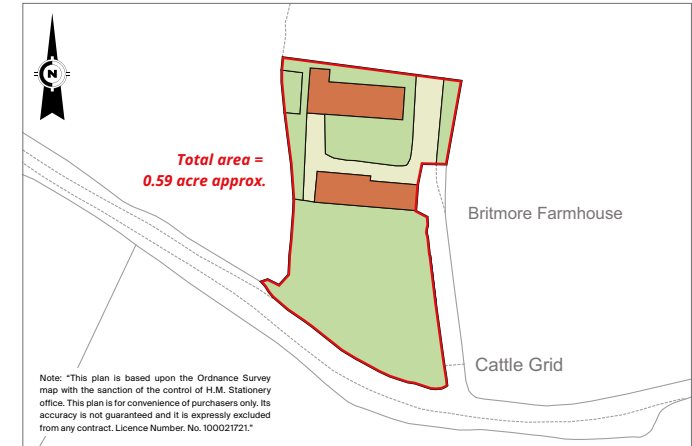 N
Total area =
0.59 acre approx.
Britmore Farmhouse
Cattle Grid
Note: “This plan is based upon the Ordnance Survey
map with the sanction of the control of H.M. Stationery
office. This plan is for convenience of purchasers only. Its
accuracy is not guaranteed and it is expressly excluded
from any contract. Licence Number. No. 100021721.”